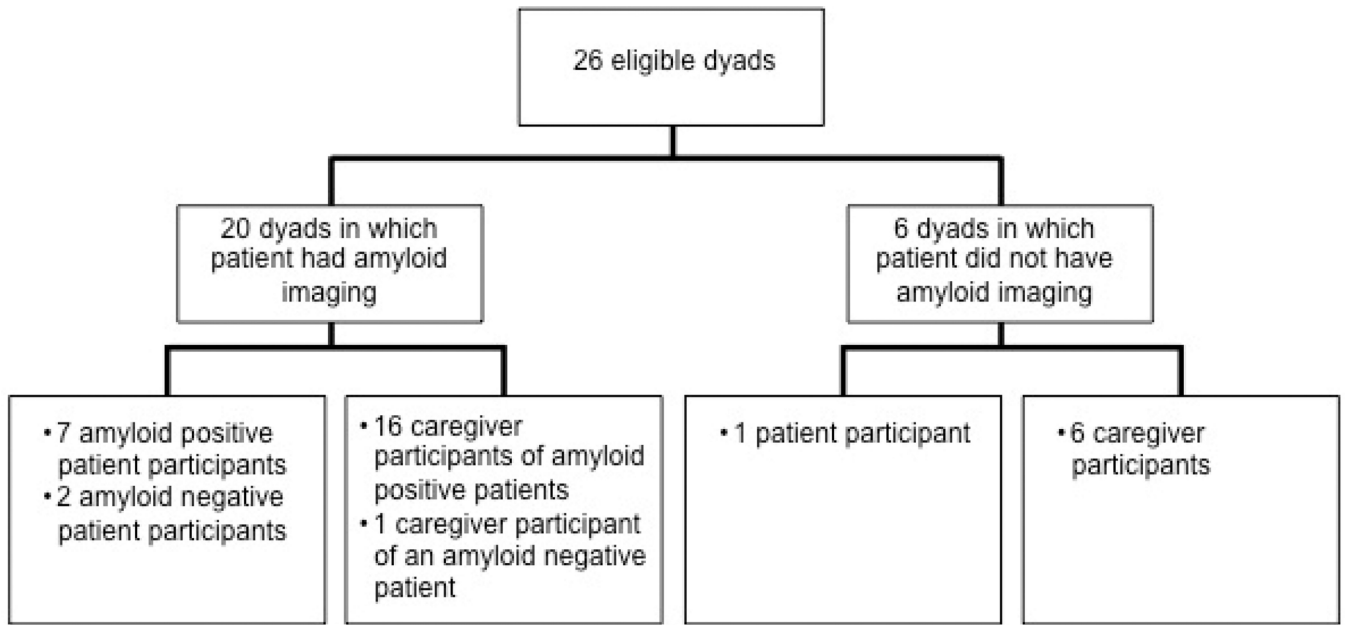 26 eligible dyads
20 dyads in which
patient had amyloid
imaging
6 dyads in which
patient did not have
amyloid imaging
•7 amyloid positive
patient participants
•2 amyloid negative
patient participants
•16 caregiver
participants of amyloid
positive patients
•1 caregiver participant
of an amyloid negative
patient
•1 patient participant
•6 caregiver
participants